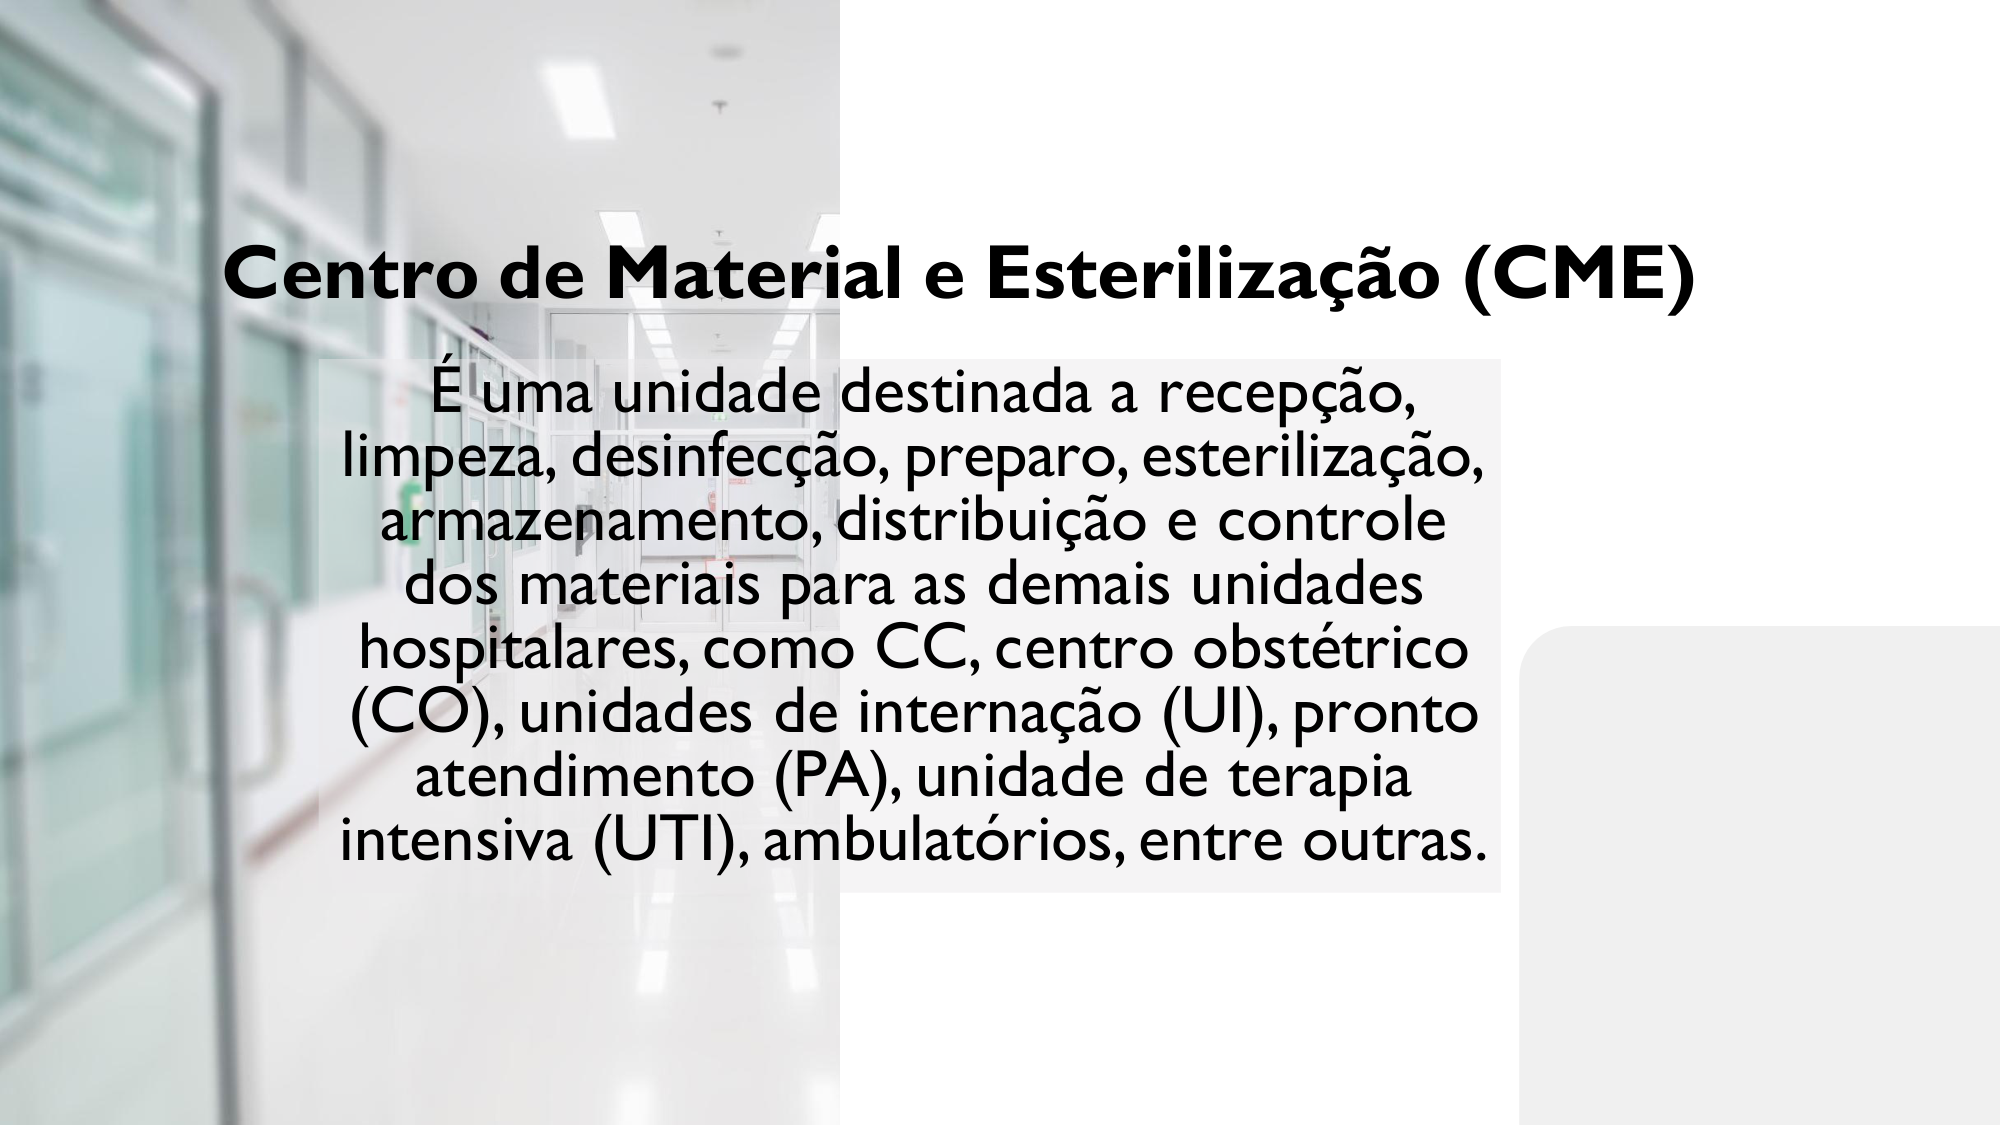 Centro de Material e Esterilização (CME)
É uma unidade destinada a recepção,
limpeza, desinfecção, preparo, esterilização,
armazenamento, distribuição e controle
dos materiais para as demais unidades
hospitalares, como CC, centro obstétrico
(CO), unidades de internação (UI), pronto
atendimento (PA), unidade de terapia
intensiva (UTI), ambulatórios, entre outras.